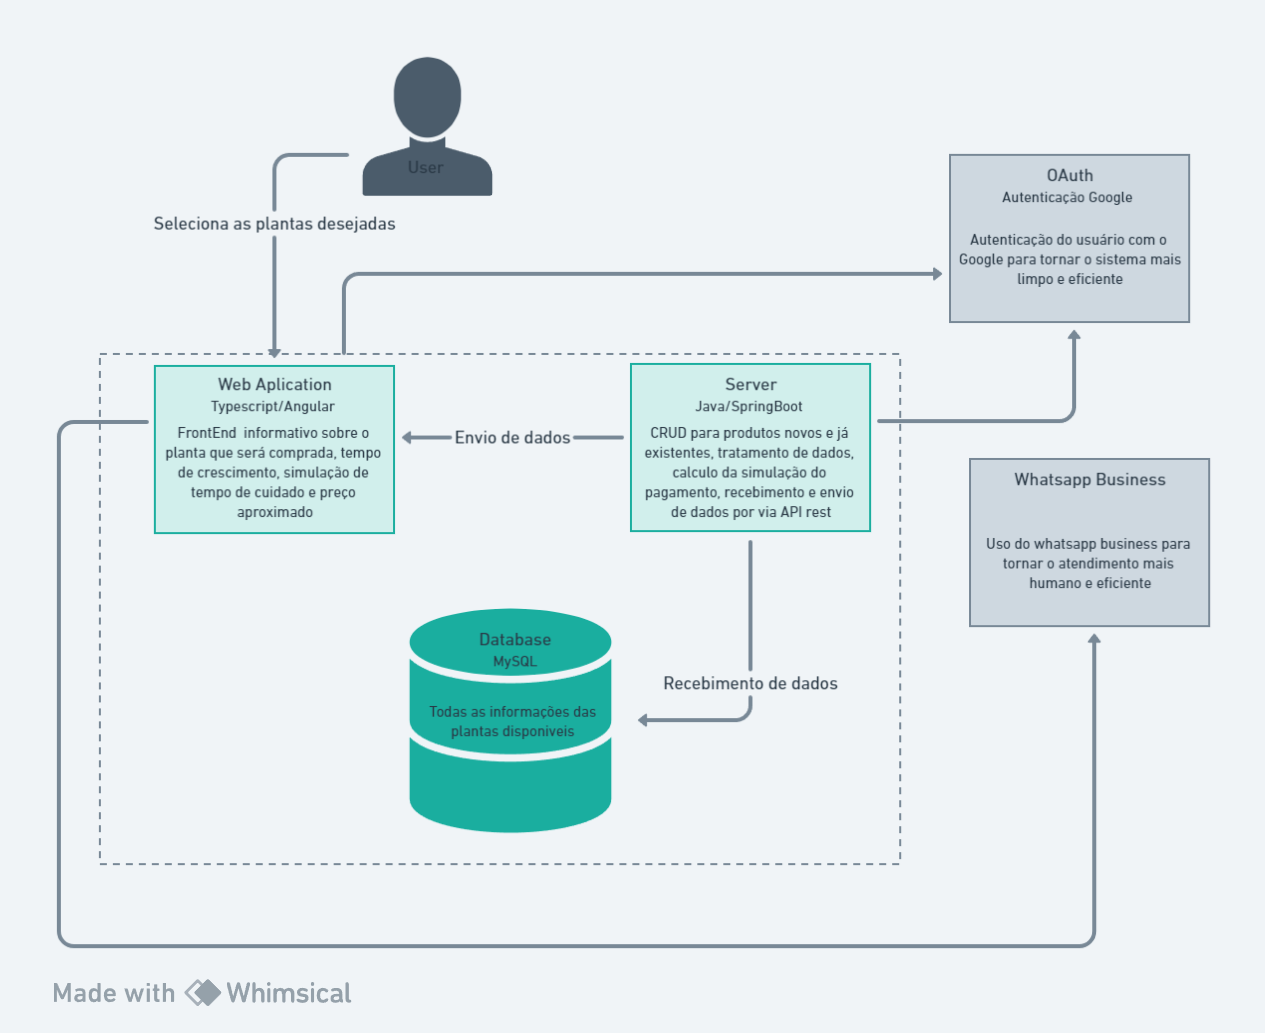 User
Seleciona as plantas desejadas
OAuth
Autenticação Google
Autenticação do usuário com o
Google para tornar o sistema mais
limpo e eficiente
Web Aplication
Typescript/Angular
FrontEnd informativo sobre o
planta que será comprada, tempo
de crescimento, simulação de
tempo de cuidado e preço
aproximado
Envio de dados
Server
Java/SpringBoot
CRUD para produtos novos e já
existentes, tratamento de dados,
calculo da simulação do
pagamento, recebimento e envio
de dados por via API rest
Whatsapp Business
Uso do whatsapp business para
tornar o atendimento mais
humano e eficiente
Database
MySQL
Todas as informações das
plantas disponiveis
Recebimento de dados
Made with Whimsical